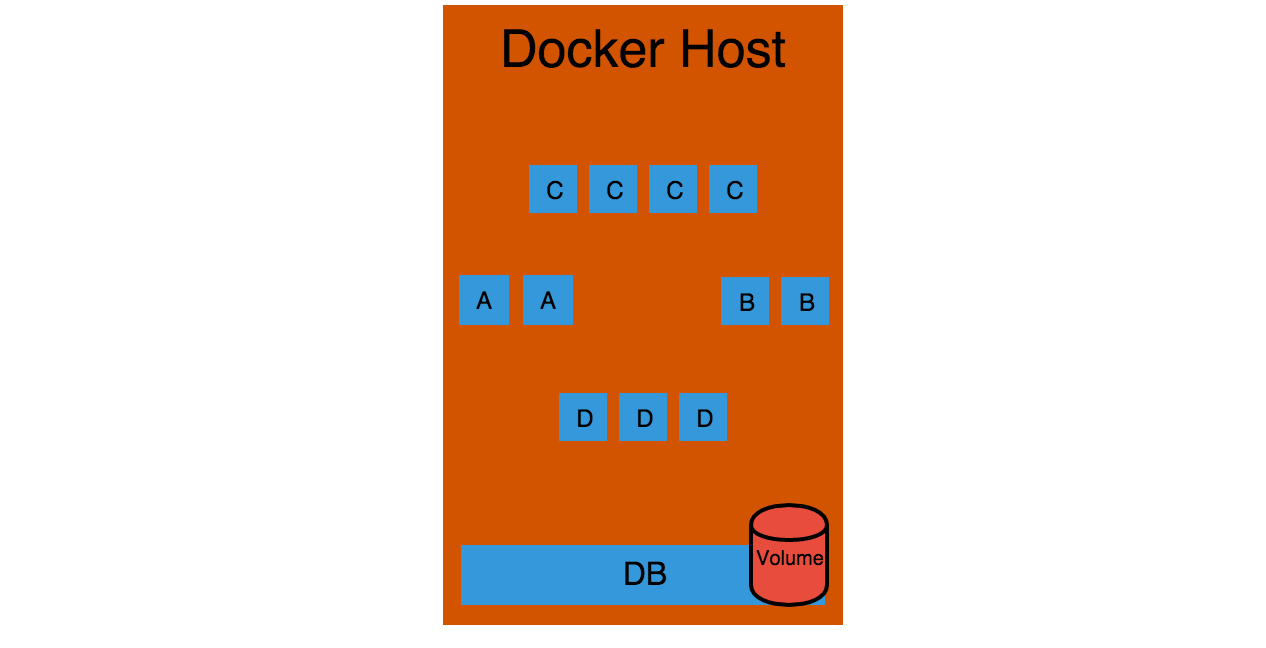 Docker Host
C C C C
A A B B
D D D
Volume
DB